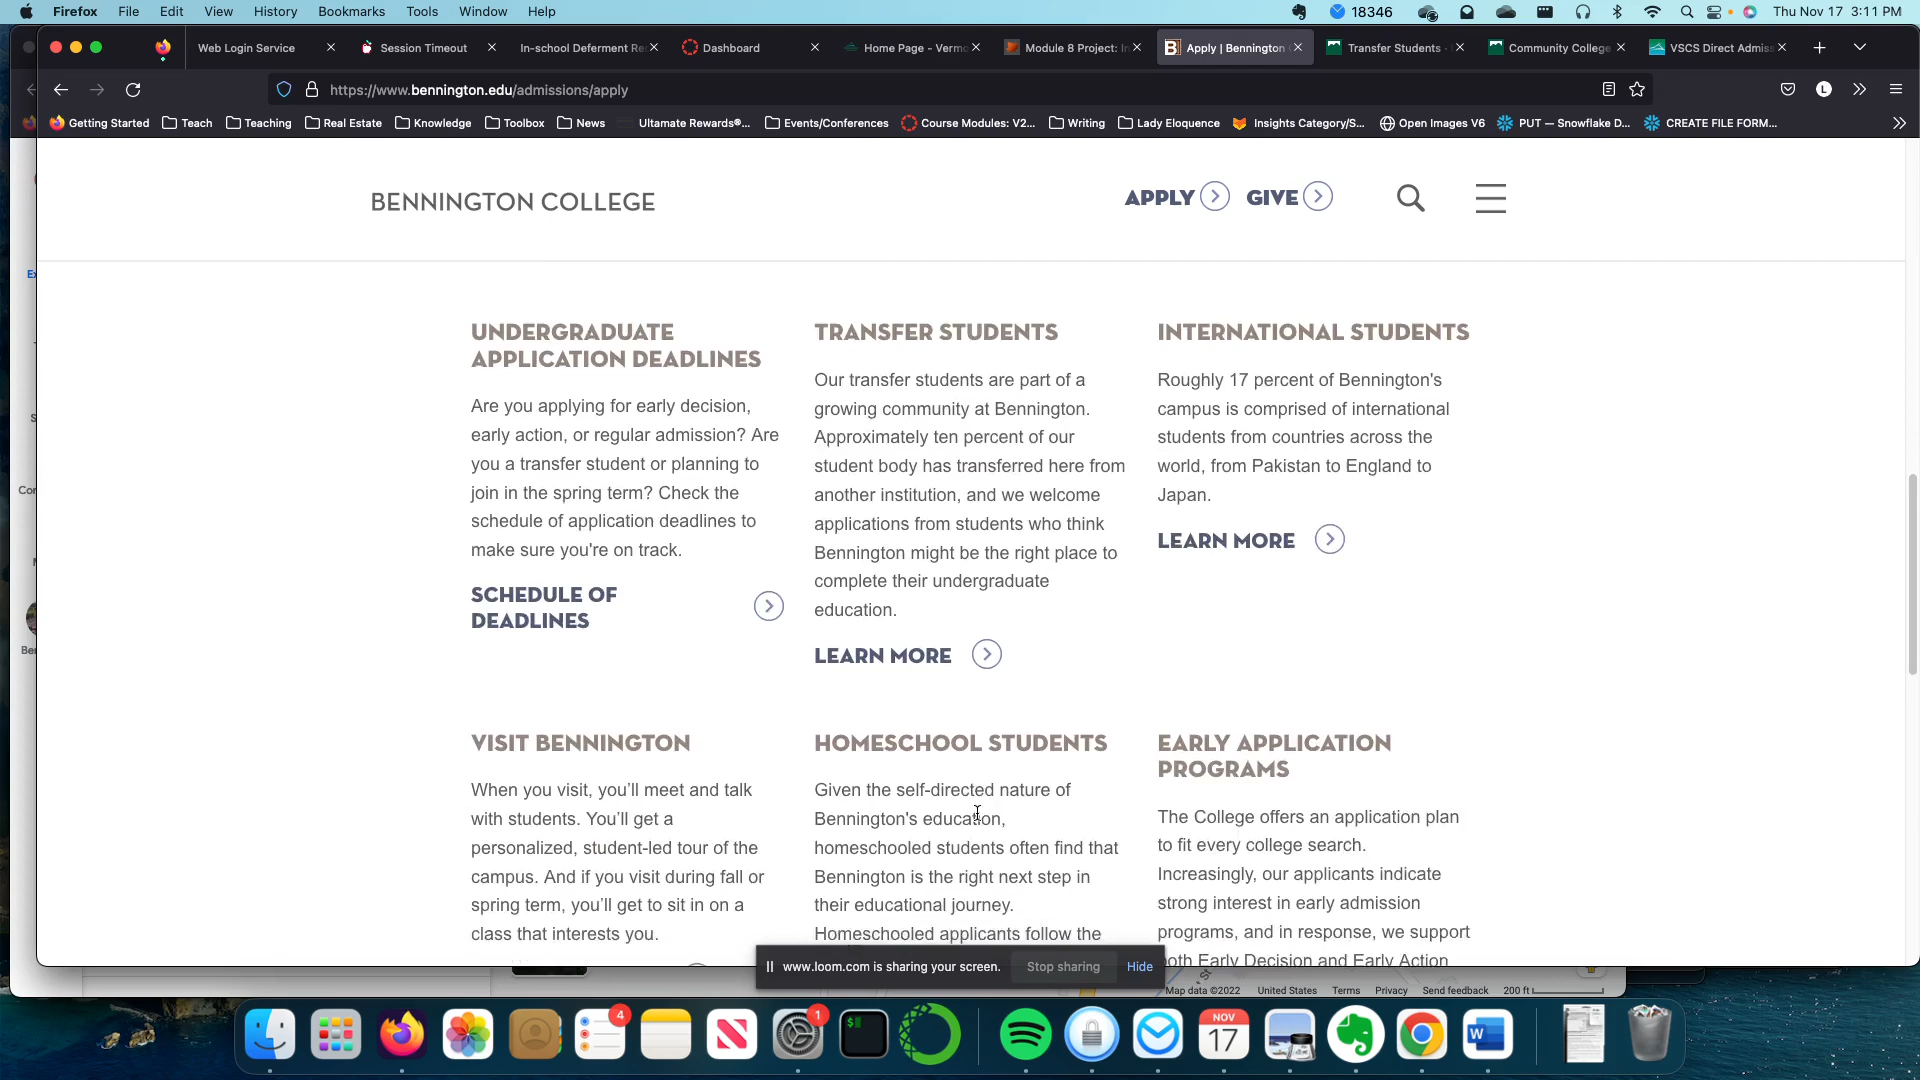 Firefox File Edit View History Bookmarks Tools Window Help 18346 Thu Nov 17 3:11 PM
Web Login Service Session Timeout In-school Deferment Re Dashboard Home Page - Vermo Module 8 Project: In Apply | Bennington Transfer Students - Community College VSCS Direct Admiss
https://www.bennington.edu/admissions/apply
L
Getting Started Teach Teaching Real Estate Knowledge Toolbox News Ultamate Rewards®... Events/Conferences Course Modules: V2... Writing Lady Eloquence Insights Category/S... Open Images V6 PUT — Snowflake D... CREATE FILE FORM...
BENNINGTON COLLEGE
APPLY GIVE
UNDERGRADUATE
APPLICATION DEADLINES
Are you applying for early decision,
early action, or regular admission? Are
you a transfer student or planning to
join in the spring term? Check the
schedule of application deadlines to
make sure you're on track.
SCHEDULE OF
DEADLINES
TRANSFER STUDENTS
Our transfer students are part of a
growing community at Bennington.
Approximately ten percent of our
student body has transferred here from
another institution, and we welcome
applications from students who think
Bennington might be the right place to
complete their undergraduate
education.
LEARN MORE
INTERNATIONAL STUDENTS
Roughly 17 percent of Bennington's
campus is comprised of international
students from countries across the
world, from Pakistan to England to
Japan.
LEARN MORE
VISIT BENNINGTON
When you visit, you’ll meet and talk
with students. You’ll get a
personalized, student-led tour of the
campus. And if you visit during fall or
spring term, you’ll get to sit in on a
class that interests you.
HOMESCHOOL STUDENTS
Given the self-directed nature of
Bennington's education,
homeschooled students often find that
Bennington is the right next step in
their educational journey.
Homeschooled applicants follow the
EARLY APPLICATION
PROGRAMS
The College offers an application plan
to fit every college search.
Increasingly, our applicants indicate
strong interest in early admission
programs, and in response, we support
both Early Decision and Early Action
www.loom.com is sharing your screen. Stop sharing Hide
Map data ©2022 United States Terms Privacy Send feedback 200 ft
4
1
NOV
17
W